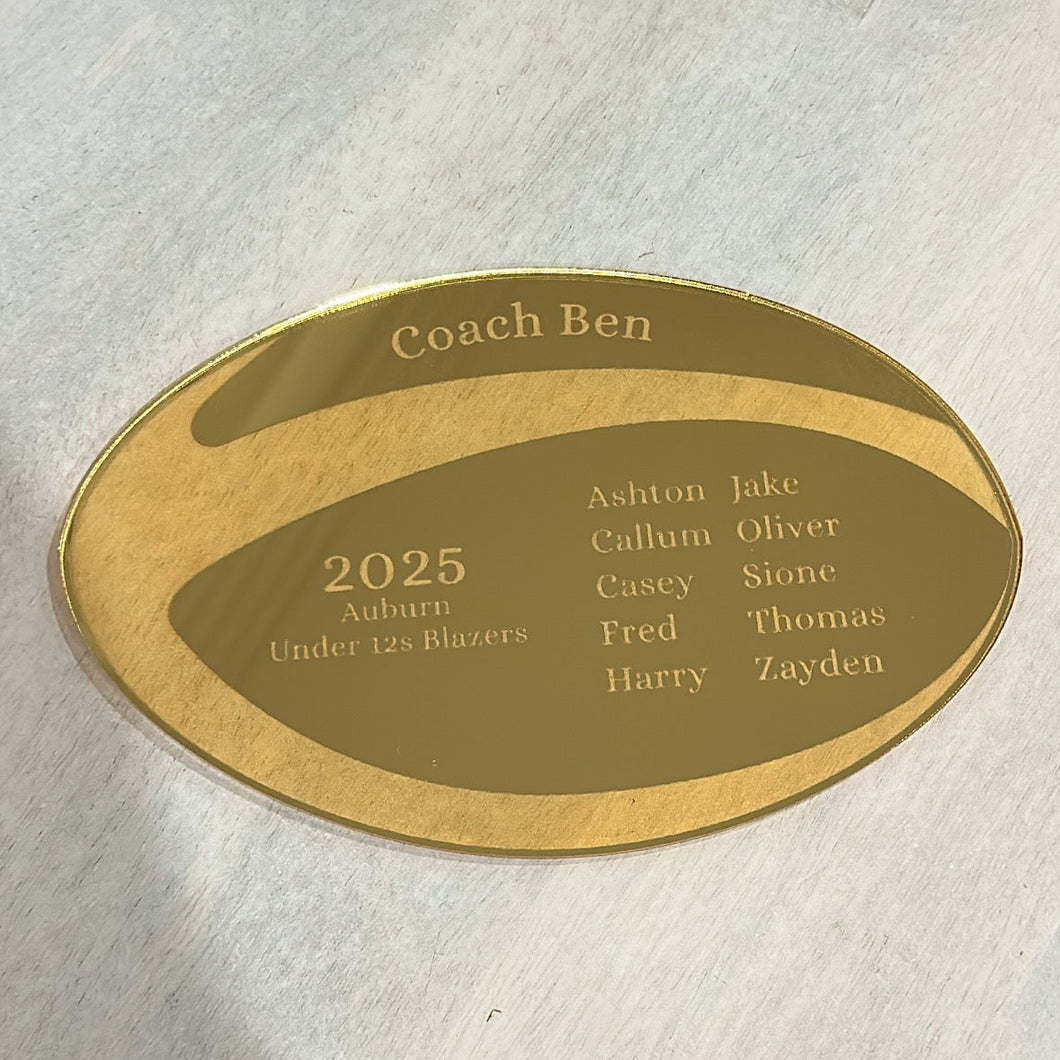 Coach Ben
2025
Auburn
Under 12s Blazers
Ashton Jake
Callum Oliver
Casey Sione
Fred Thomas
Harry Zayden